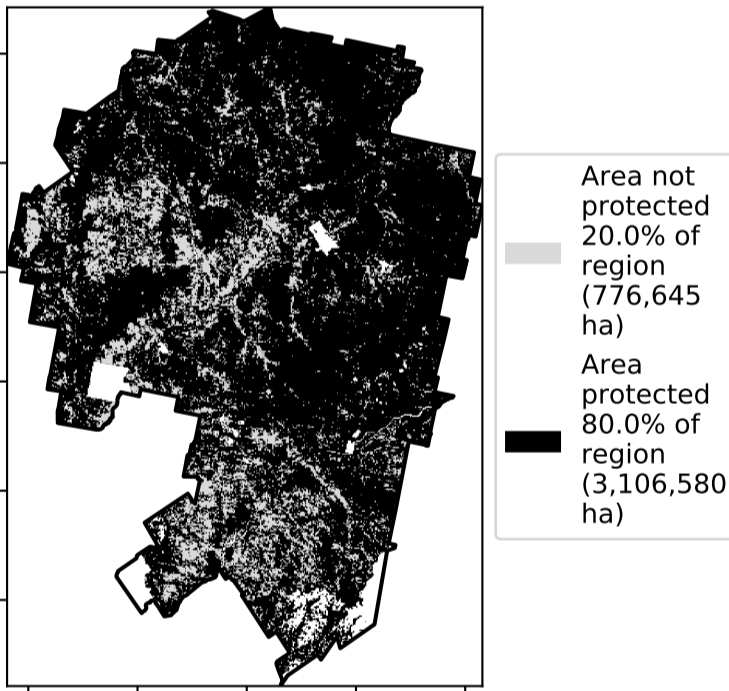 Area not
protected
20.0% of
region
(776,645
ha)
Area
protected
80.0% of
region
(3,106,580
ha)